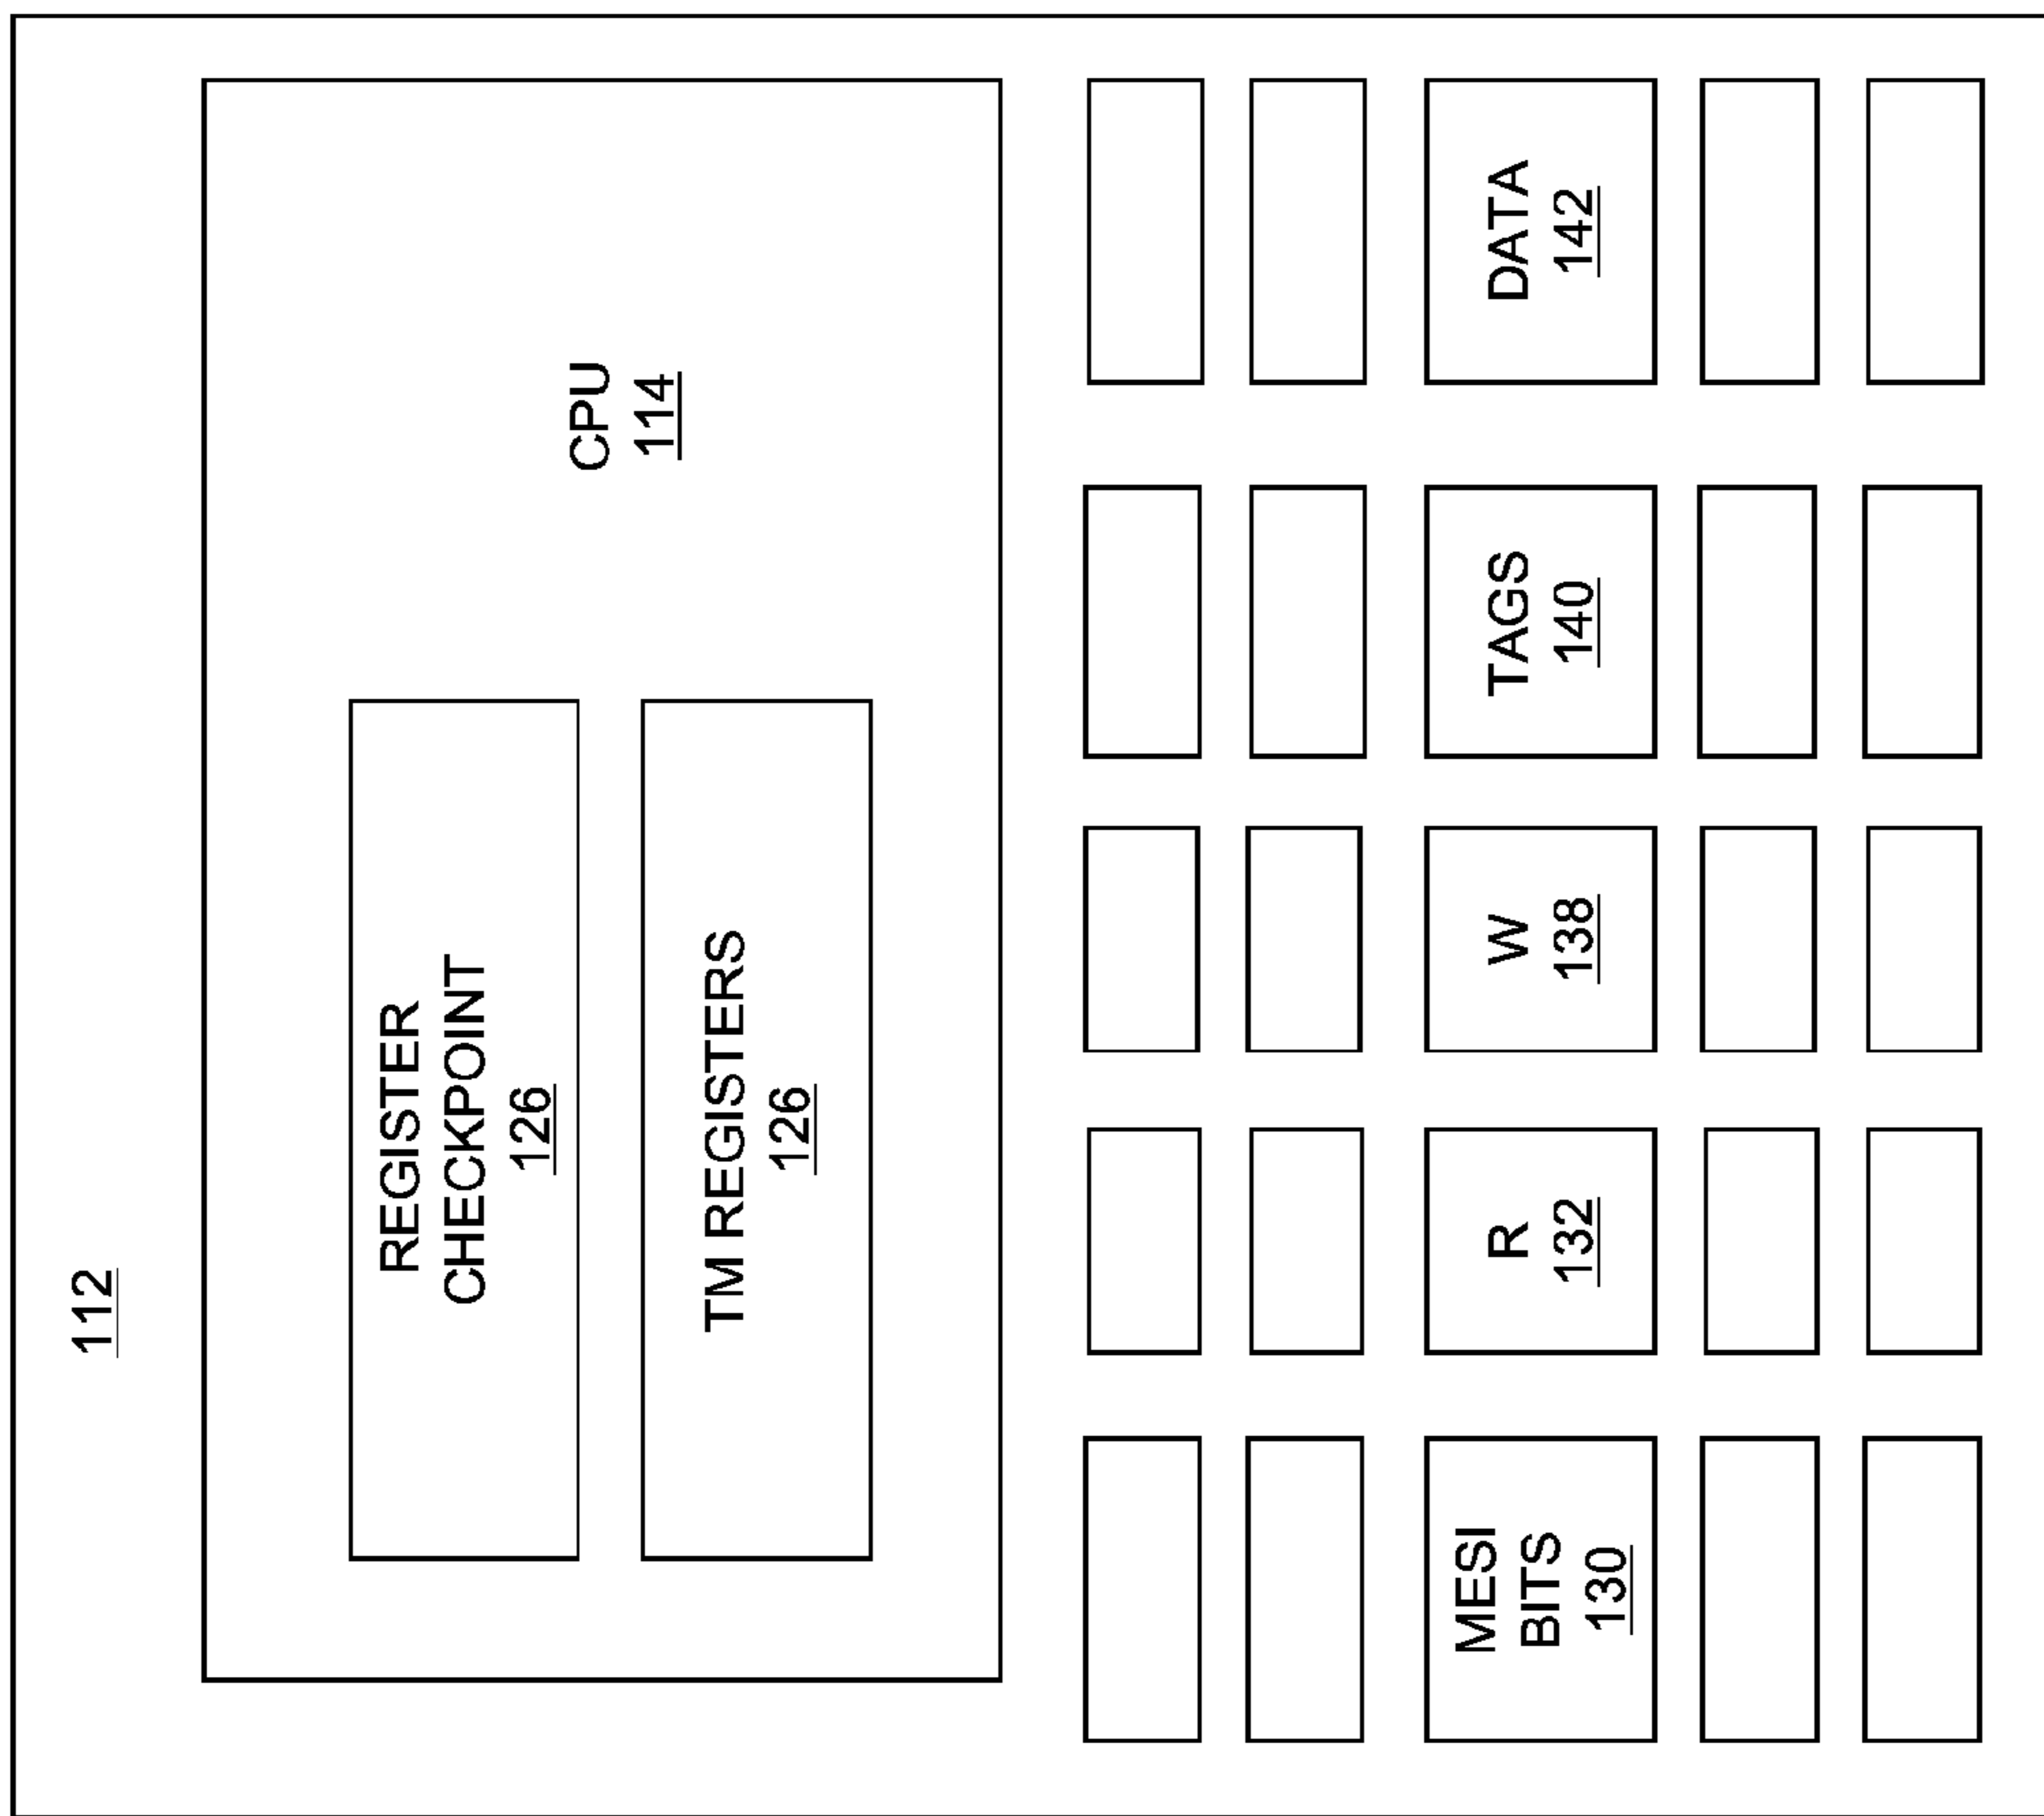 112
REGISTER
CHECKPOINT
126
TM REGISTERS
126
CPU
114
MESI
BITS
130
R
132
W
138
TAGS
140
DATA
142